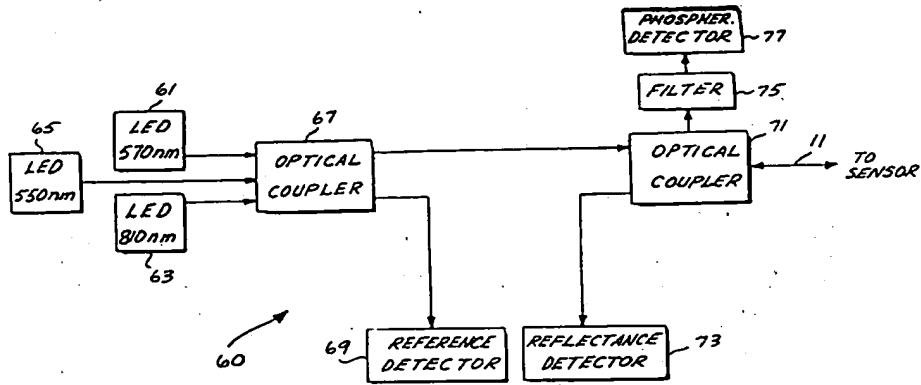 PHOSPHER.
DETECTOR
77
FILTER
75
61
LED
570nm
65
LED
550nm
LED
810nm
63
67
OPTICAL
COUPLER
71
OPTICAL
COUPLER
11
TO
SENSOR
60
69
REFERENCE
DETECTOR
REFLECTANCE
DETECTOR
73